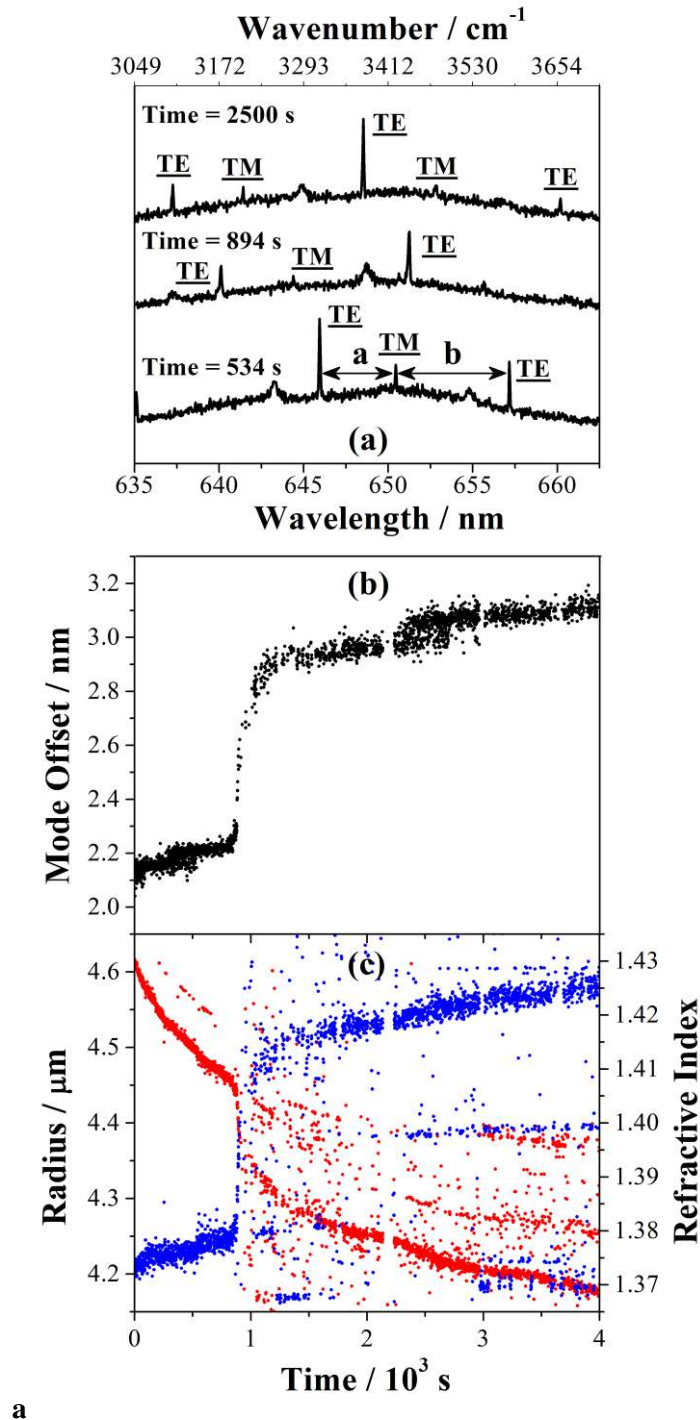 Wavenumber / cm⁻¹
3049 3172 3293 3412 3530 3654
Time = 2500 s
TE
TE
TM
TM
TE
Time = 894 s
TE
TM
TE
TE
Time = 534 s
TM
a
b
TE
(a)
635 640 645 650 655 660
Wavelength / nm
3.2
(b)
3.0
2.8
2.6
2.4
2.2
2.0
Mode Offset / nm
(c)
4.6
4.5
4.4
4.3
4.2
Radius / μm
1.43
1.42
1.41
1.40
1.39
1.38
1.37
Refractive Index
0 1 2 3 4
Time / 10³ s
a